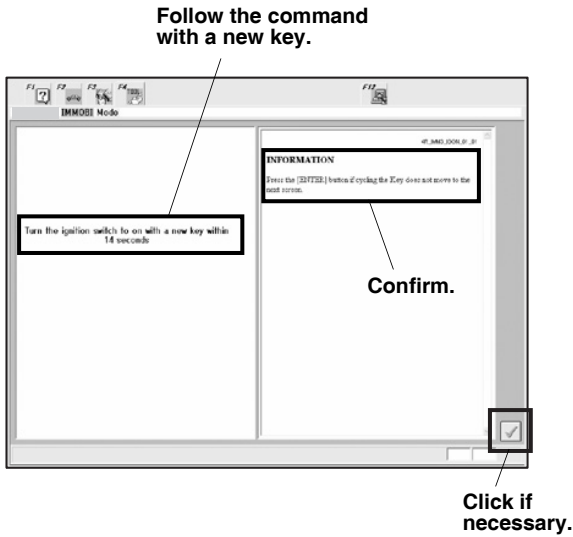 Follow the command
with a new key.
F1
F2
F3
F4
F12
IMMOBI Mode
INFORMATION
Press the [ENTER] button if cycling the Key does not move to the
next screen.
Turn the ignition switch to on with a new key within
14 seconds
Confirm.
Click if
necessary.